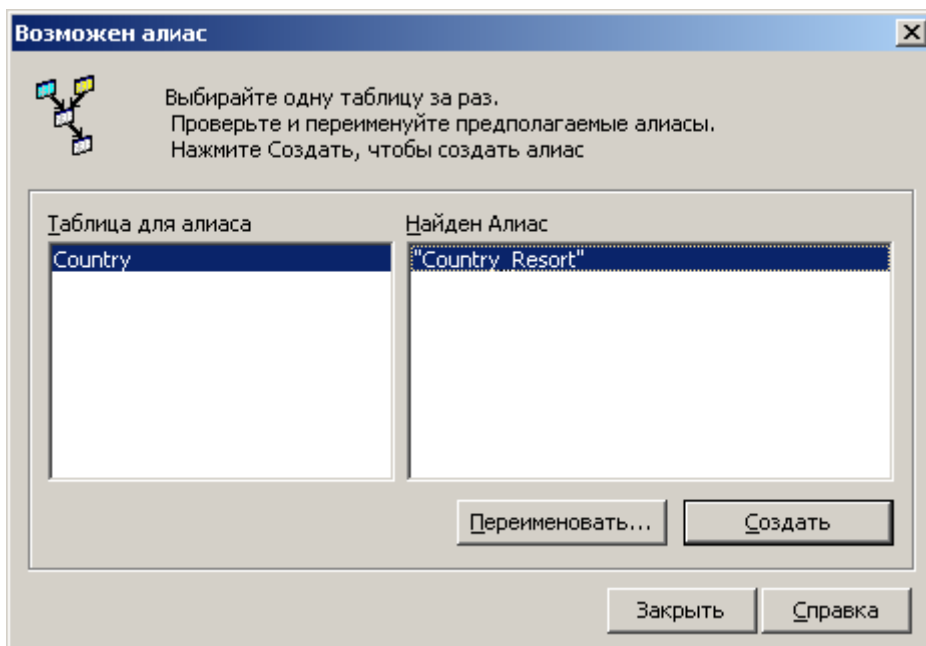 Возможен алиас
Выбирайте одну таблицу за раз.
Проверьте и переименуйте предполагаемые алиасы.
Нажмите Создать, чтобы создать алиас
Таблица для алиаса
Найден Алиас
Country
"Country_Resort"
Переименовать...
Создать
Закрыть
Справка